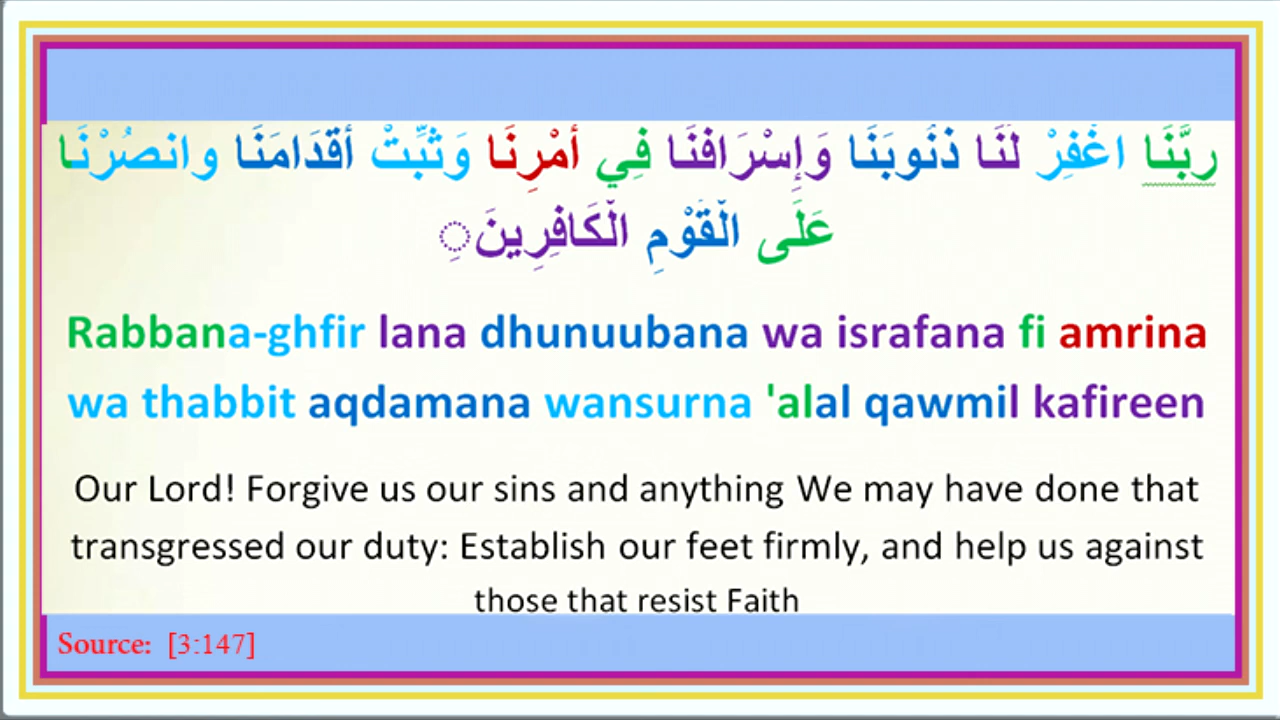 ربَّنَا اغْفِرْ لَنَا ذُنُوبَنَا وَإِسْرَافَنَا فِي أَمْرِنَا وَثَبِّتْ أَقْدَامَنَا وانصُرْنَا
عَلَى الْقَوْمِ الْكَافِرِينَ ِ
Rabbana-ghfir lana dhunuubana wa israfana fi amrina
wa thabbit aqdamana wansurna 'alal qawmil kafireen
Our Lord! Forgive us our sins and anything We may have done that
transgressed our duty: Establish our feet firmly, and help us against
those that resist Faith
Source: [3:147]